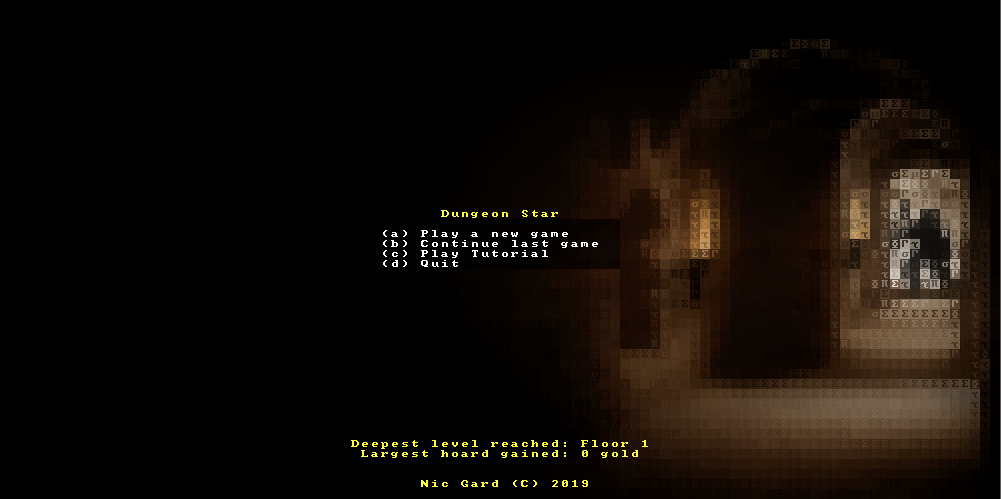 Dungeon Star
(a) Play a new game
(b) Continue last game
(c) Play Tutorial
(d) Quit
Deepest level reached: Floor 1
Largest hoard gained: 0 gold
Nic Gard (C) 2019